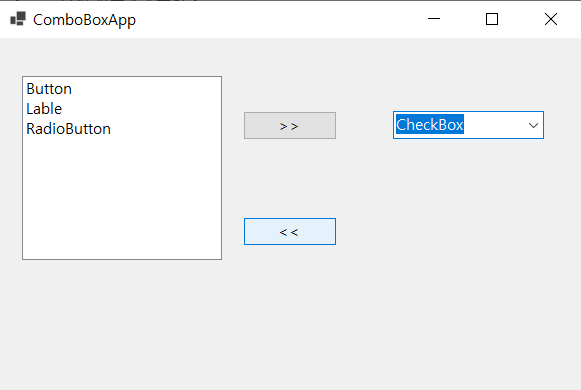 ComboBoxApp
Button
Lable
RadioButton
>>
CheckBox
<<